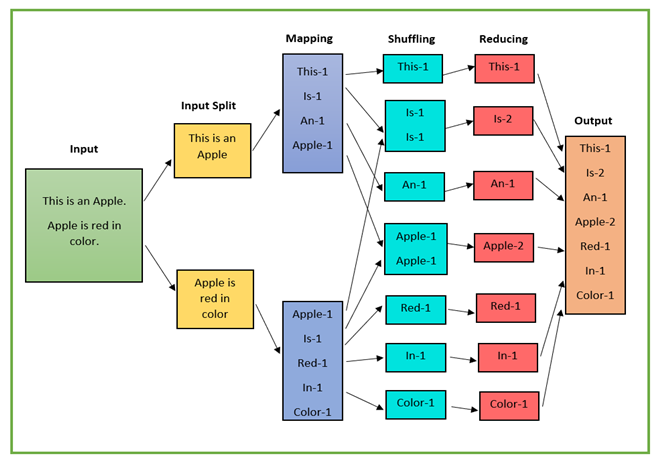 Input
This is an Apple.
Apple is red in
color.
Input Split
This is an
Apple
Apple is
red in
color
Mapping
This-1
Is-1
An-1
Apple-1
Apple-1
Is-1
Red-1
In-1
Color-1
Shuffling
This-1
Is-1
Is-1
An-1
Apple-1
Apple-1
Red-1
In-1
Color-1
Reducing
This-1
Is-2
An-1
Apple-2
Red-1
In-1
Color-1
Output
This-1
Is-2
An-1
Apple-2
Red-1
In-1
Color-1